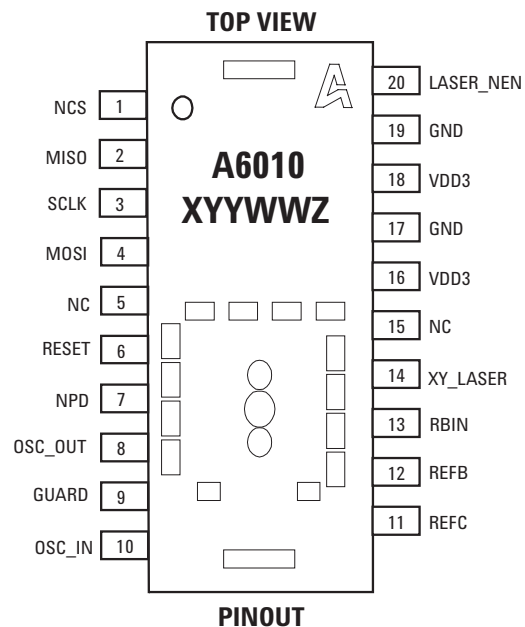 TOP VIEW
A6010
XYYWWZ
NCS 1
MISO 2
SCLK 3
MOSI 4
NC 5
RESET 6
NPD 7
OSC_OUT 8
GUARD 9
OSC_IN 10
20 LASER_NEN
19 GND
18 VDD3
17 GND
16 VDD3
15 NC
14 XY_LASER
13 RBIN
12 REFB
11 REFC
PINOUT